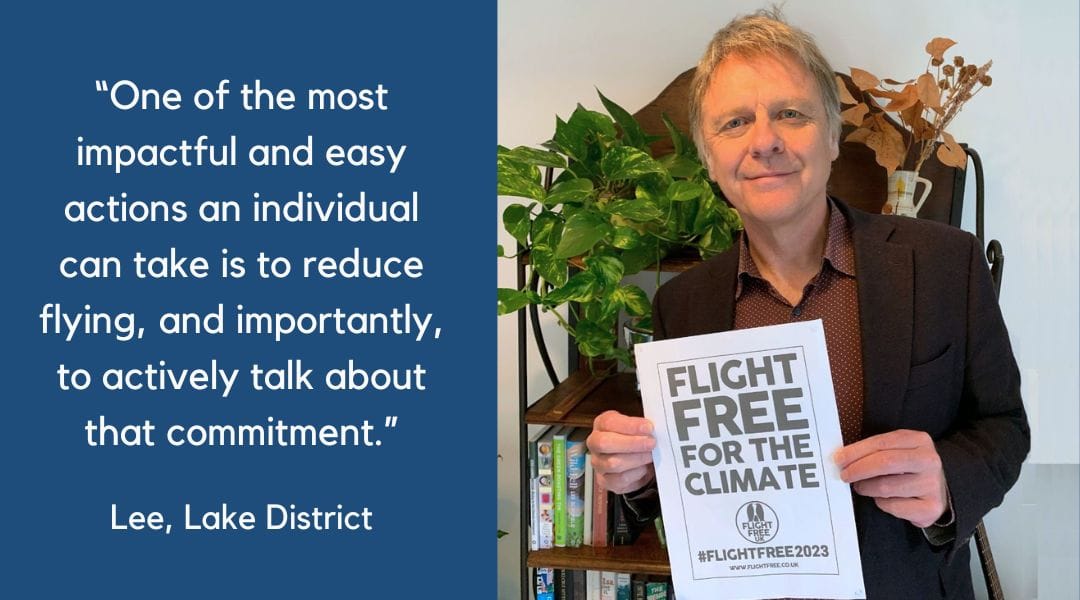 “One of the most
impactful and easy
actions an individual
can take is to reduce
flying, and importantly,
to actively talk about
that commitment.”
Lee, Lake District
FLIGHT
FREE
FOR THE
CLIMATE
FLIGHT
FREE
UK
#FLIGHTFREE2023
WWW.FLIGHTFREE.CO.UK